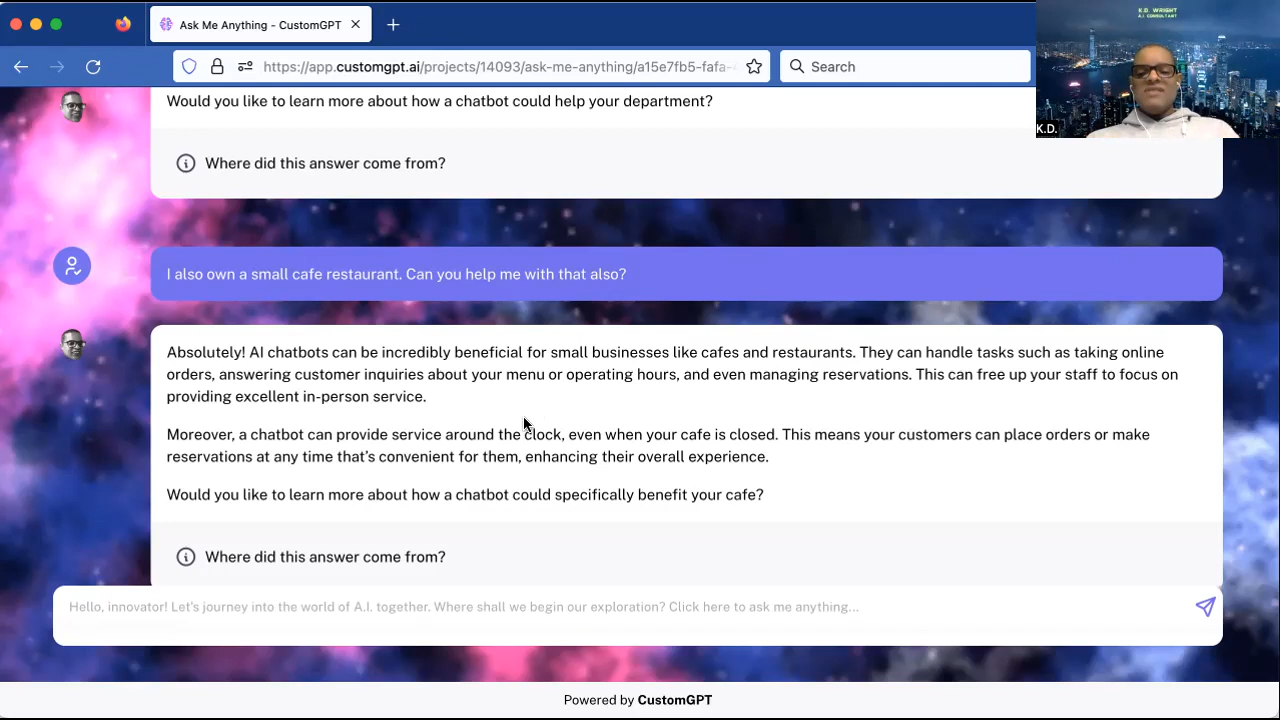 Ask Me Anything - CustomGPT
https://app.customgpt.ai/projects/14093/ask-me-anything/a15e7fb5-fafa-
Search
K.D. WRIGHT
A.I. CONSULTANT
K.D.
Would you like to learn more about how a chatbot could help your department?
Where did this answer come from?
I also own a small cafe restaurant. Can you help me with that also?
Absolutely! AI chatbots can be incredibly beneficial for small businesses like cafes and restaurants. They can handle tasks such as taking online
orders, answering customer inquiries about your menu or operating hours, and even managing reservations. This can free up your staff to focus on
providing excellent in-person service.
Moreover, a chatbot can provide service around the clock, even when your cafe is closed. This means your customers can place orders or make
reservations at any time that's convenient for them, enhancing their overall experience.
Would you like to learn more about how a chatbot could specifically benefit your cafe?
Where did this answer come from?
Hello, innovator! Let's journey into the world of A.I. together. Where shall we begin our exploration? Click here to ask me anything...
Powered by CustomGPT